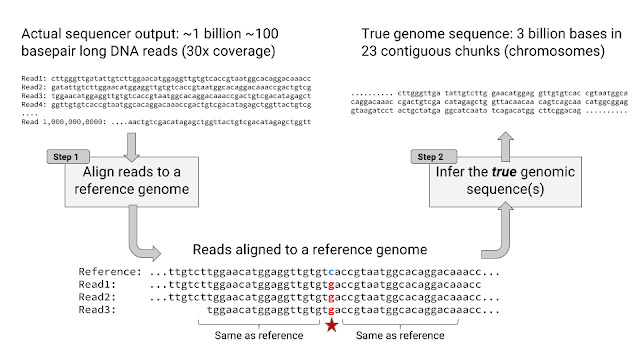 Actual sequencer output: ~1 billion ~100
basepair long DNA reads (30x coverage)
Read1: cttgggttgatattgtcttggaacatggaggttgtgtcaccgtaatggcacaggacaaacc
Read2: gatattgtcttggaacatggaggttgtgtcaccgtaatggcacaggacaaaccgactgtcg
Read3: tggaacatggaggttgtgtcaccgtaatggcacaggacaaaccgactgtcgacatagagct
Read4: ggttgtgtcaccgtaatggcacaggacaaaccgactgtcgacatagagctggttactgtcg
....
Read 1,000,000,0000: ....aactgtcgacatagagctggttactgtcgacatagagctggtt
True genome sequence: 3 billion bases in
23 contiguous chunks (chromosomes)
.......... cttgggttga tattgtcttg gaacatggag gttgtgtcac cgtaatggca
caggacaaac cgactgtcga catagagctg gttacaacaa cagtcagcaa catggcggag
gtaagatcct actgctatga ggcatcaata tcagacatgg cttcggacag ..........
Step 1
Align reads to a
reference genome
Step 2
Infer the true genomic
sequence(s)
Reads aligned to a reference genome
Reference: ...ttgtcttggaacatggaggttgtgtcaccgtaatggcacaggacaaacc...
Read1: ...ttgtcttggaacatggaggttgtgtgaccgtaatggcacaggacaaacc
Read2: ...ttgtcttggaacatggaggttgtgtgaccgtaatggcacaggacaaacc...
Read3: tggaacatggaggttgtgtgaccgtaatggcacaggacaaacc...
Same as reference
Same as reference